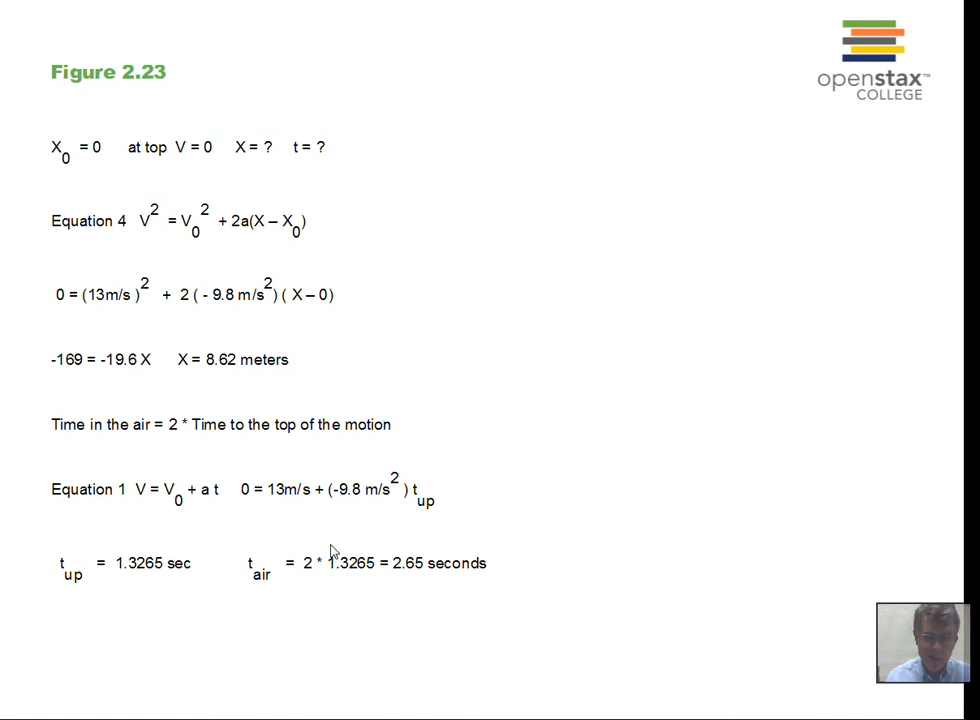 openstax™
COLLEGE
Figure 2.23
X₀ = 0 at top V = 0 X = ? t = ?
Equation 4 V² = V₀² + 2a(X – X₀)
0 = (13m/s )² + 2 ( - 9.8 m/s²) ( X – 0)
-169 = -19.6 X X = 8.62 meters
Time in the air = 2 * Time to the top of the motion
Equation 1 V = V₀ + a t 0 = 13m/s + (-9.8 m/s² ) t up
t up = 1.3265 sec t air = 2 * 1.3265 = 2.65 seconds